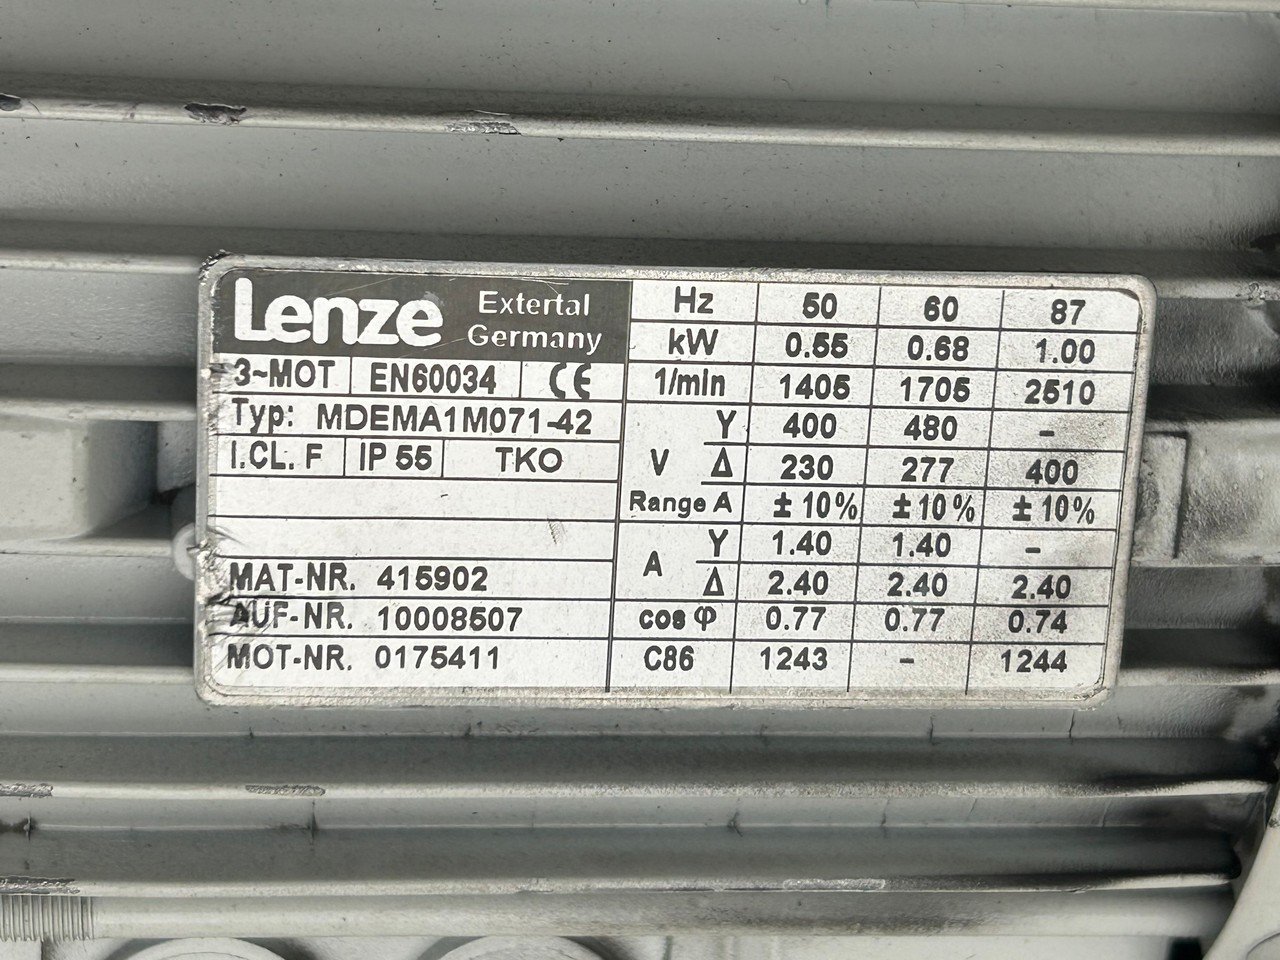 Lenze Extertal Germany
3~MOT EN60034 CE
Typ: MDEMA1M071-42
I.CL. F IP 55 TKO
MAT-NR. 415902
AUF-NR. 10008507
MOT-NR. 0175411
Hz 50 60 87
kW 0.55 0.68 1.00
1/min 1405 1705 2510
V Y 400 480 -
Δ 230 277 400
Range A ±10% ±10% ±10%
A Y 1.40 1.40 -
Δ 2.40 2.40 2.40
cos φ 0.77 0.77 0.74
C86 1243 - 1244